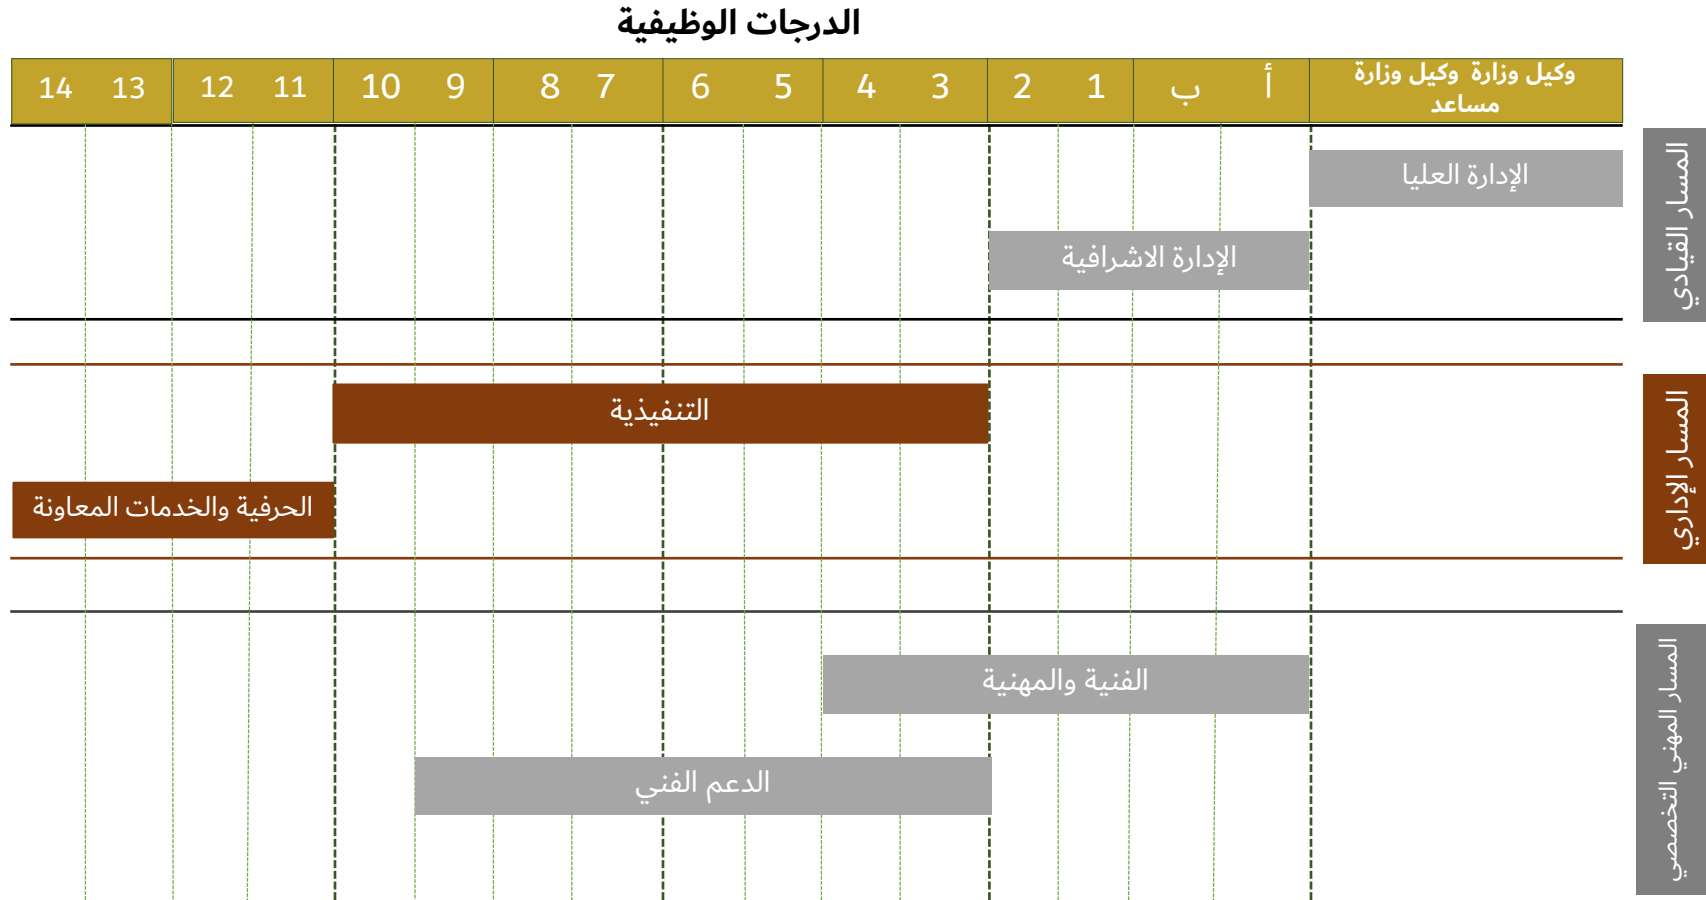 الدرجات الوظيفية
وكيل وزارة وكيل وزارة
مساعد
أ ب 1 2 3 4 5 6 7 8 9 10 11 12 13 14
المسار القيادي
الإدارة العليا
الإدارة الاشرافية
المسار الإداري
التنفيذية
الحرفية والخدمات المعاونة
المسار المهني التخصصي
الفنية والمهنية
الدعم الفني